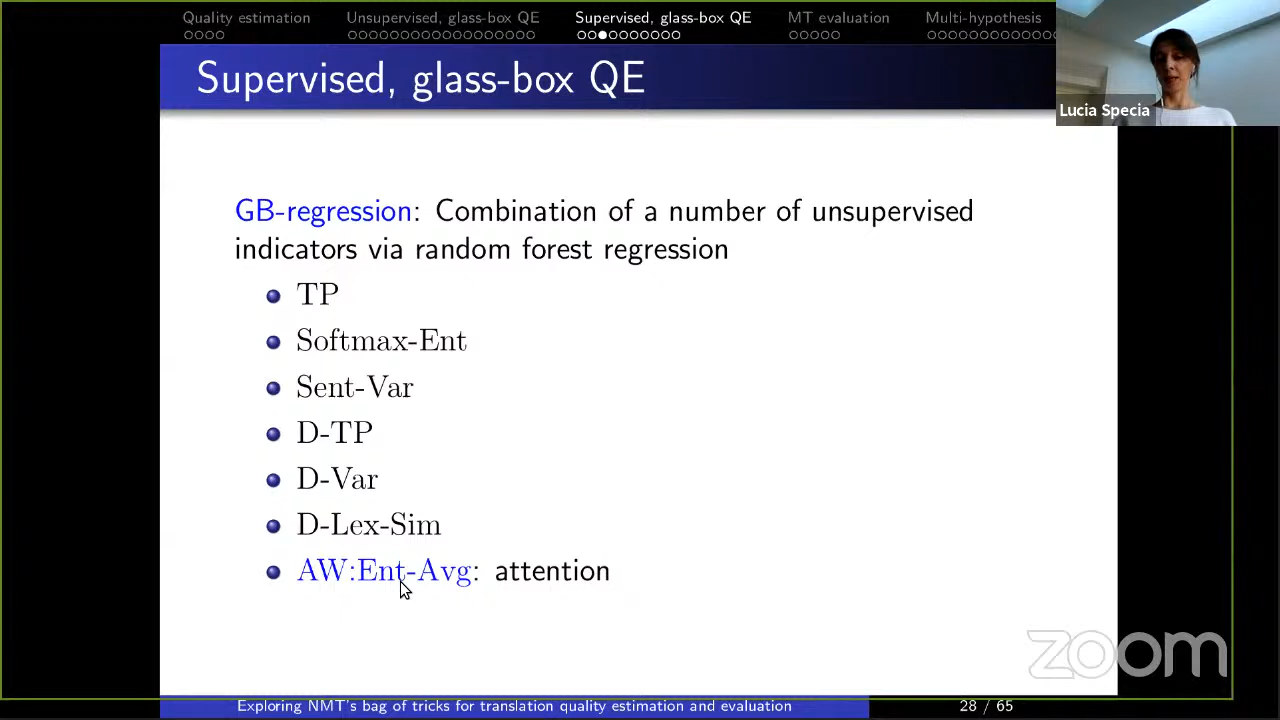 Quality estimation Unsupervised, glass-box QE Supervised, glass-box QE MT evaluation Multi-hypothesis
Supervised, glass-box QE
Lucia Specia
GB-regression: Combination of a number of unsupervised
indicators via random forest regression
TP
Softmax-Ent
Sent-Var
D-TP
D-Var
D-Lex-Sim
AW:Ent-Avg: attention
zoom
Exploring NMT's bag of tricks for translation quality estimation and evaluation 28 / 65